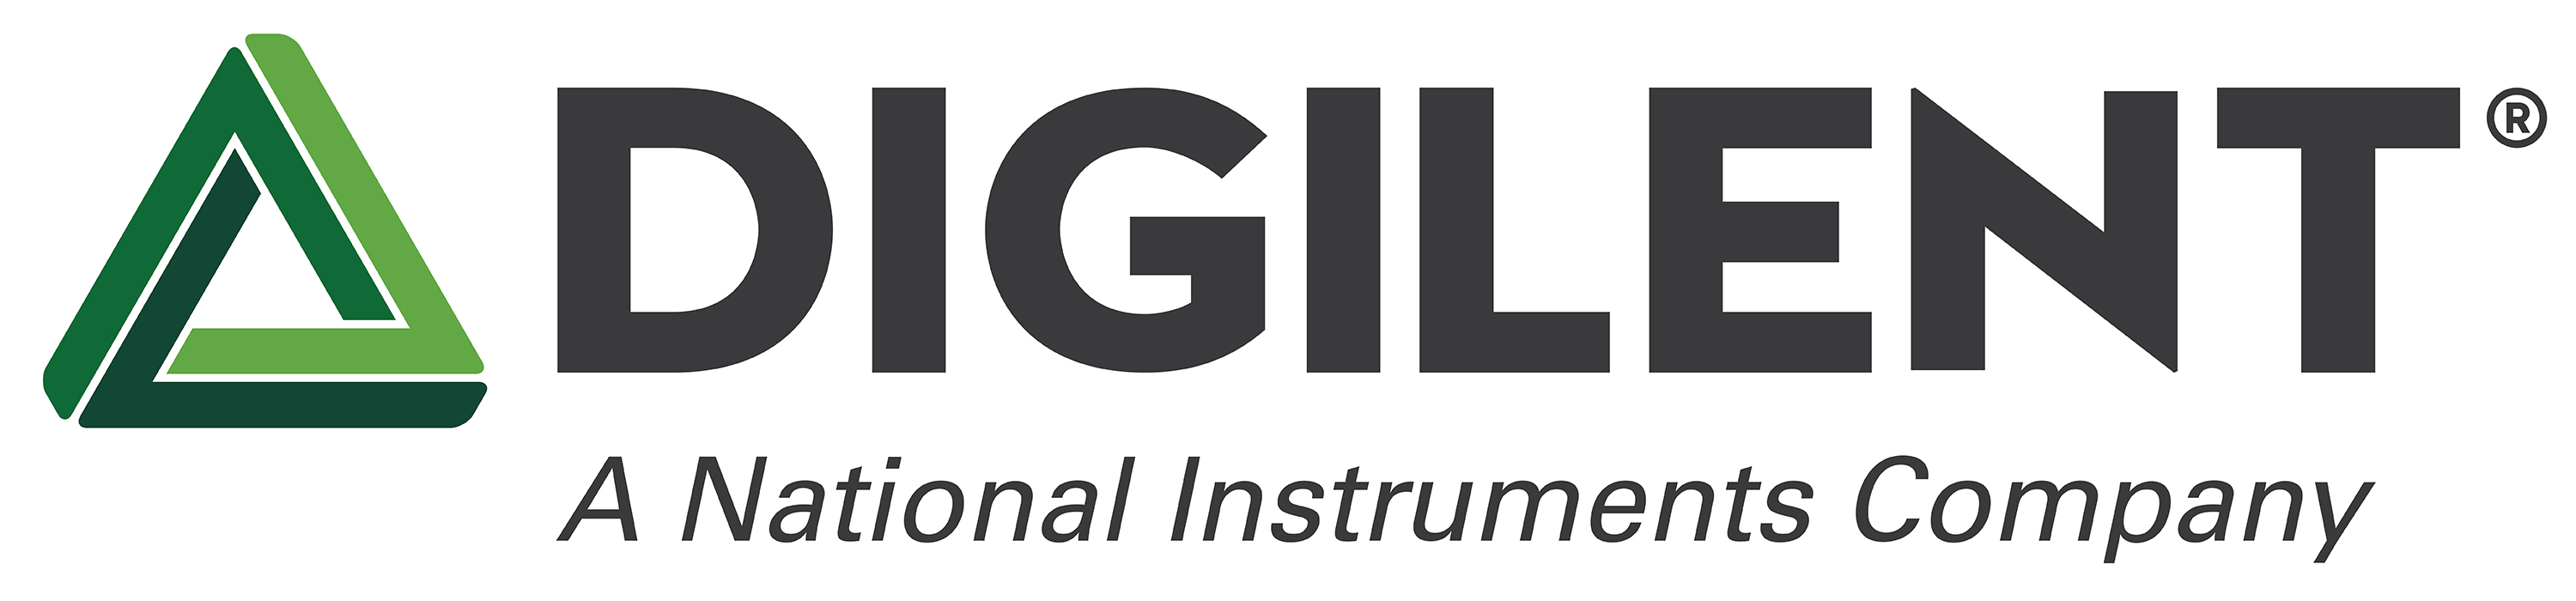 DIGILENT®
A National Instruments Company